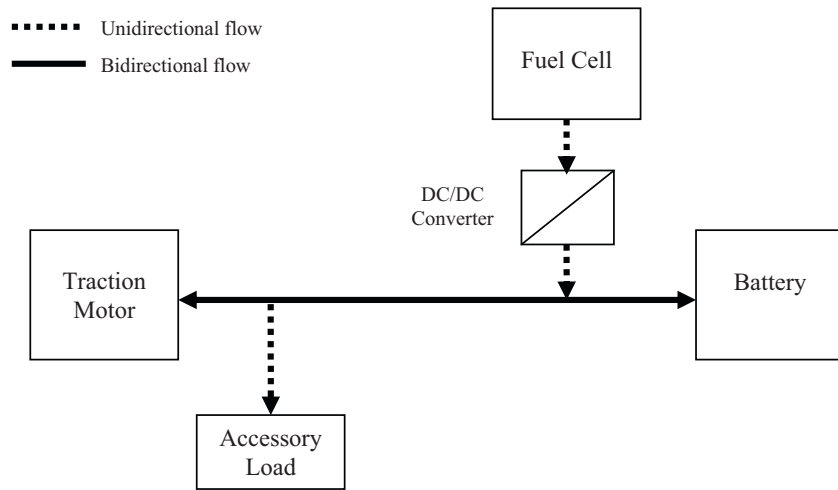 Unidirectional flow
Bidirectional flow
Fuel Cell
DC/DC
Converter
Traction
Motor
Battery
Accessory
Load